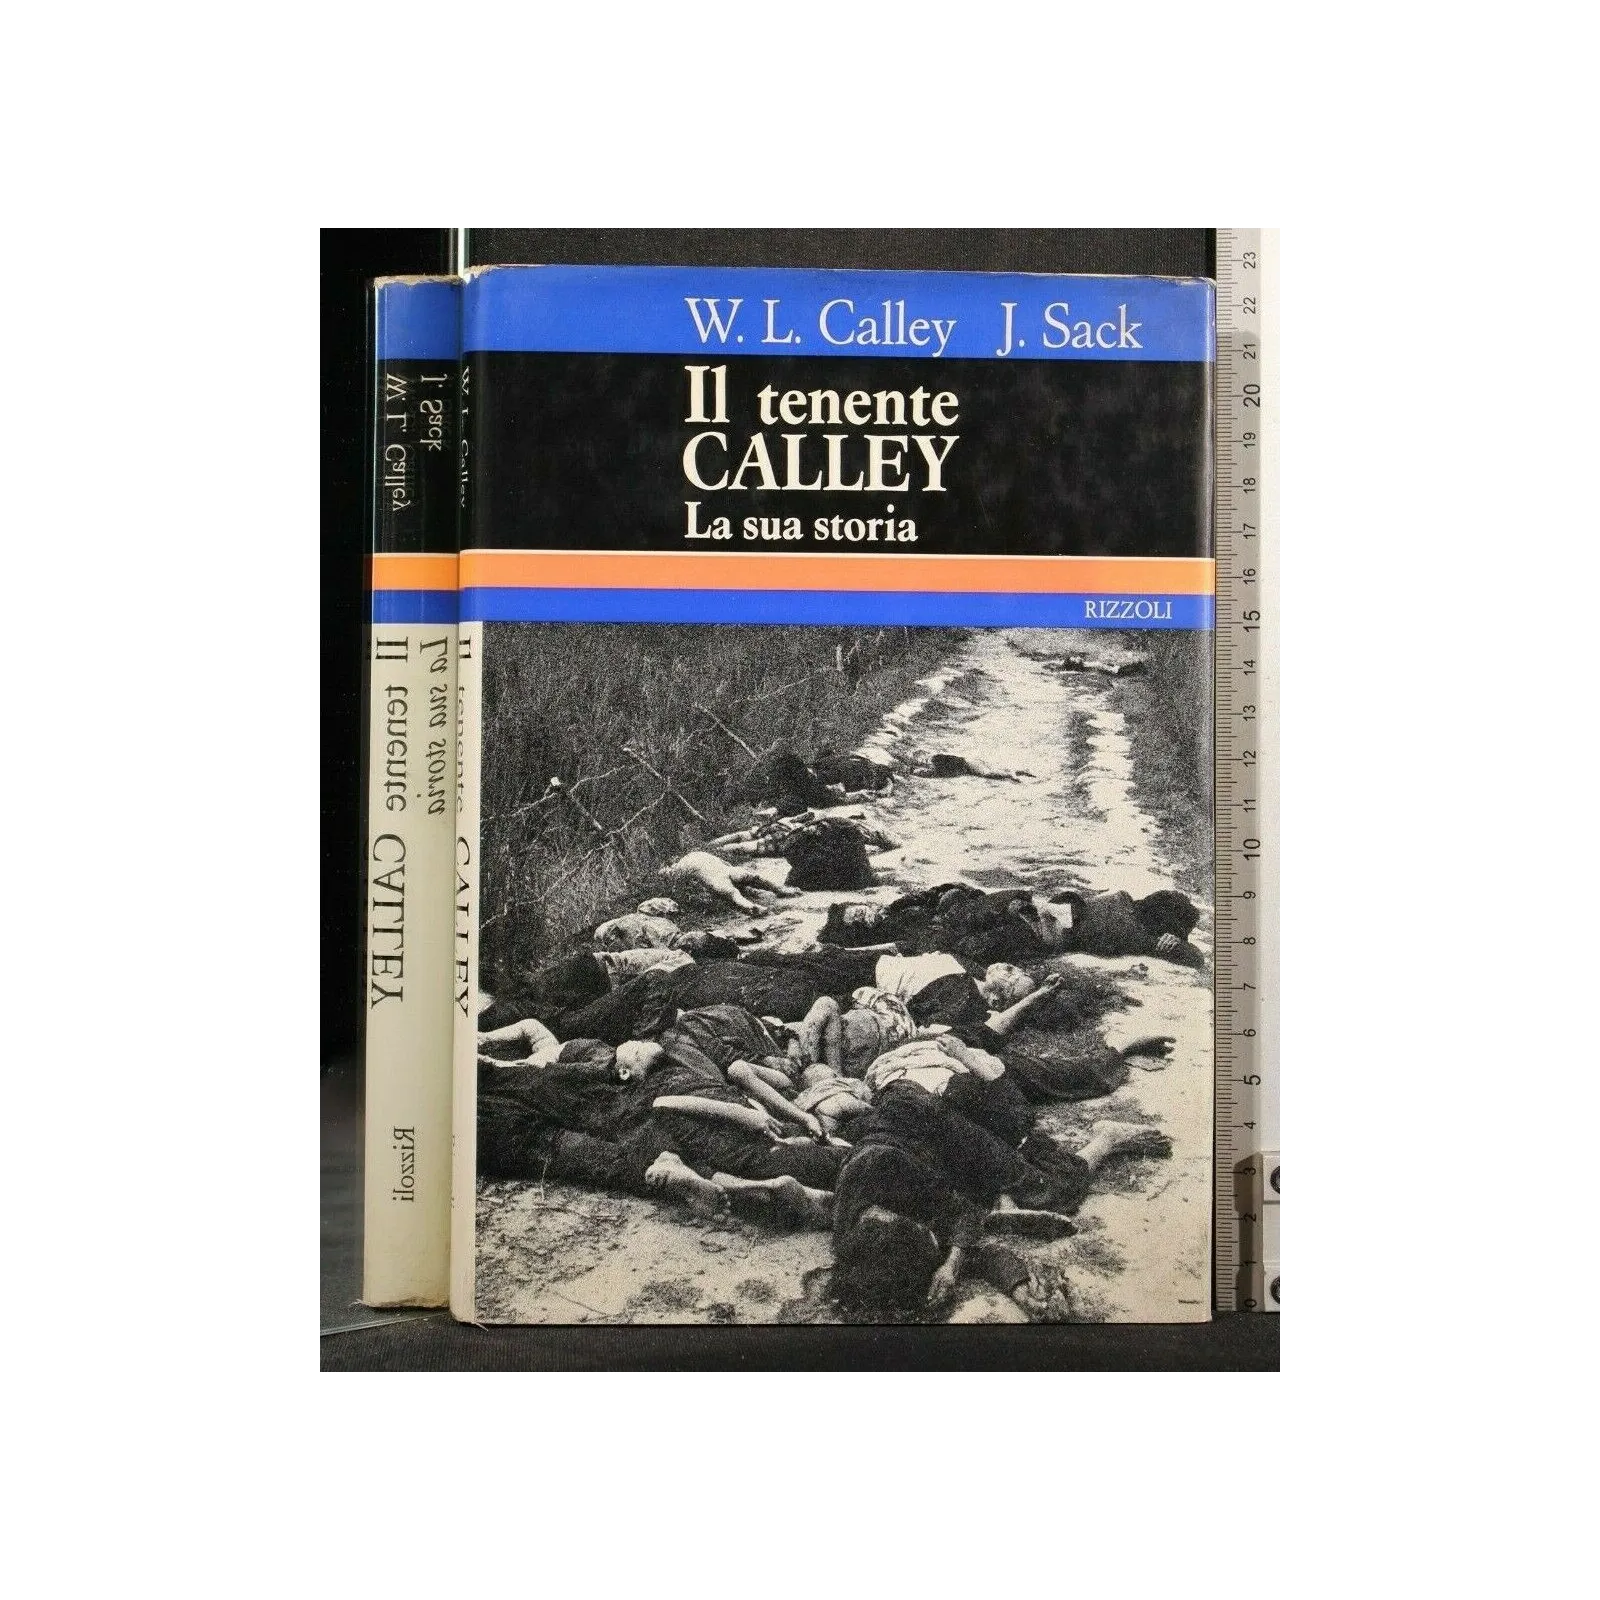 W. L. Calley J. Sack
Il tenente
CALLEY
La sua storia
RIZZOLI
W. L. Calley
J. Sack
Il tenente CALLEY
La sua storia
Rizzoli
W. L. Calley
Il tenente CALLEY
23
22
21
20
19
18
17
16
15
14
13
12
11
10
9
8
7
6
5
4
3
2
1
0